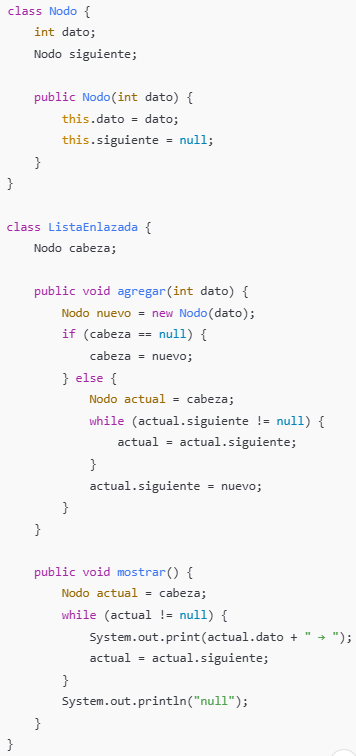 class Nodo {
    int dato;
    Nodo siguiente;

    public Nodo(int dato) {
        this.dato = dato;
        this.siguiente = null;
    }
}

class ListaEnlazada {
    Nodo cabeza;

    public void agregar(int dato) {
        Nodo nuevo = new Nodo(dato);
        if (cabeza == null) {
            cabeza = nuevo;
        } else {
            Nodo actual = cabeza;
            while (actual.siguiente != null) {
                actual = actual.siguiente;
            }
            actual.siguiente = nuevo;
        }
    }

    public void mostrar() {
        Nodo actual = cabeza;
        while (actual != null) {
            System.out.print(actual.dato + " → ");
            actual = actual.siguiente;
        }
        System.out.println("null");
    }
}